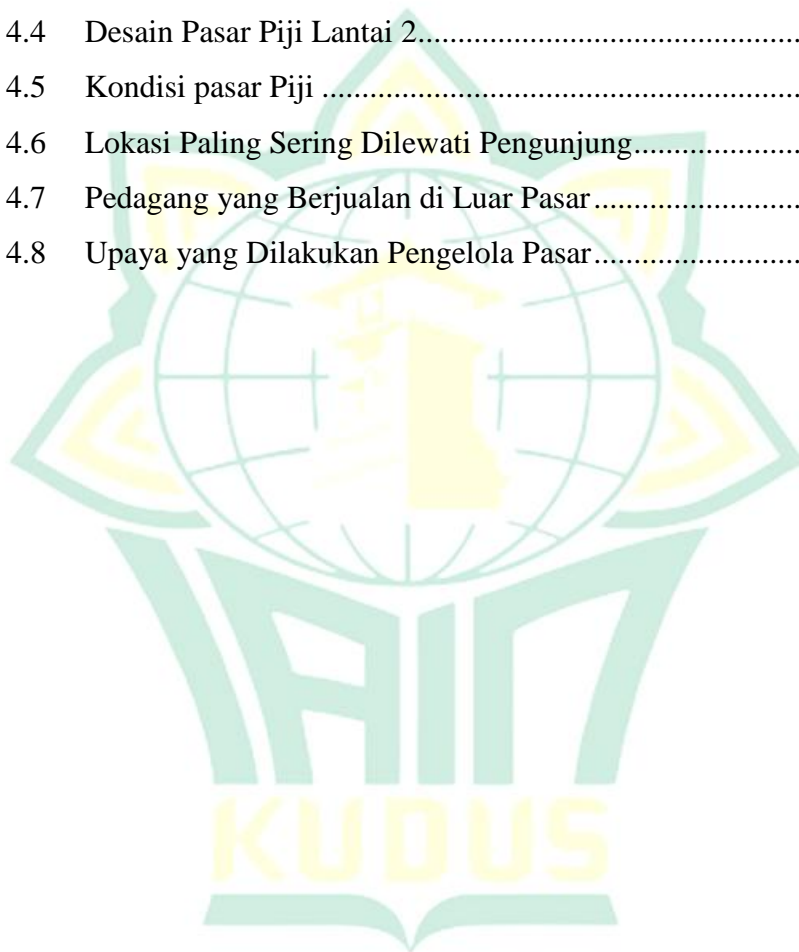 4.4 Desain Pasar Piji Lantai 2............................................
4.5 Kondisi pasar Piji ........................................................
4.6 Lokasi Paling Sering Dilewati Pengunjung...................
4.7 Pedagang yang Berjualan di Luar Pasar ........................
4.8 Upaya yang Dilakukan Pengelola Pasar ........................
IAIN
KUDUS